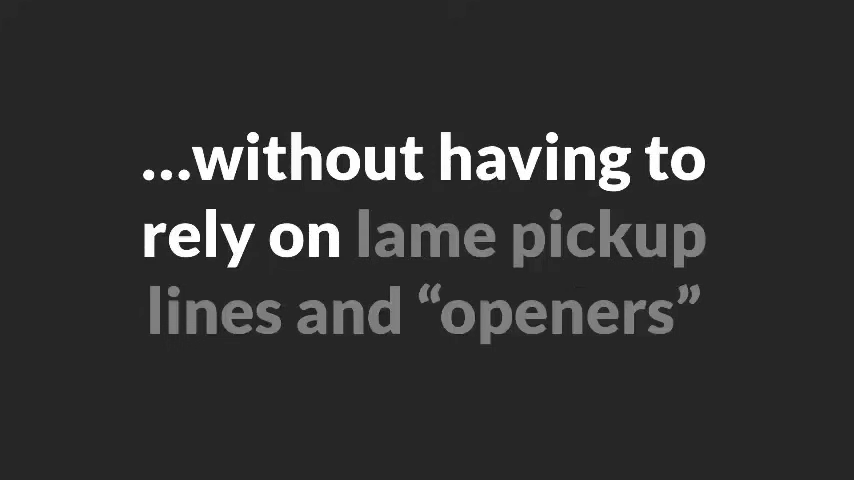 ...without having to
rely on lame pickup
lines and “openers”